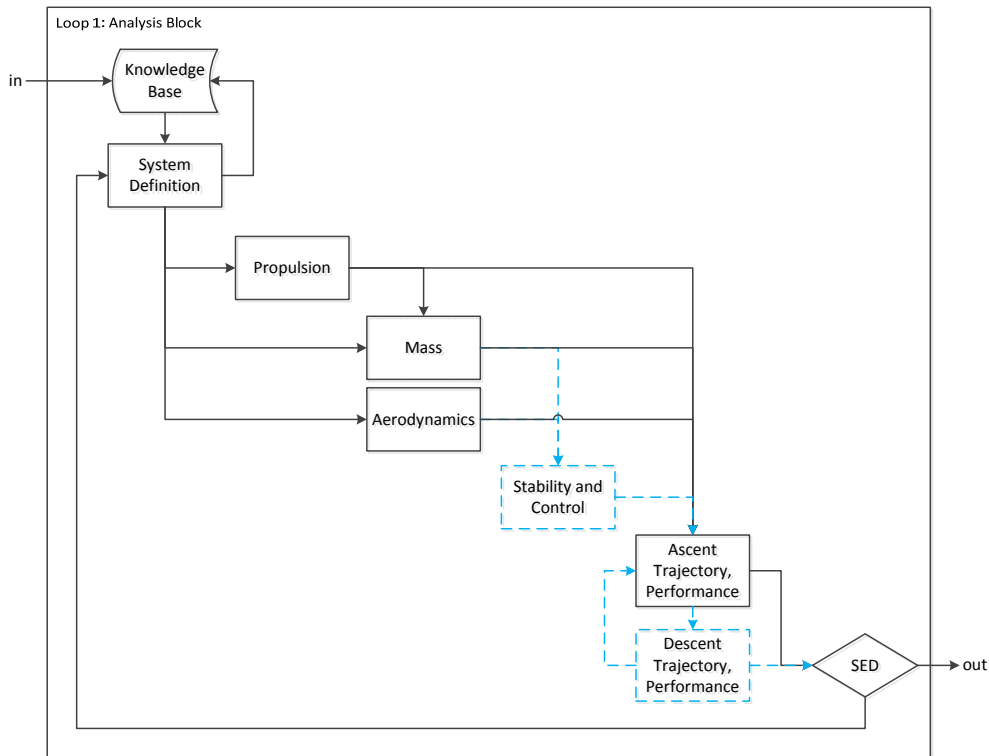 Loop 1: Analysis Block
in
Knowledge
Base
System
Definition
Propulsion
Mass
Aerodynamics
Stability and
Control
Ascent
Trajectory,
Performance
Descent
Trajectory,
Performance
SED
out